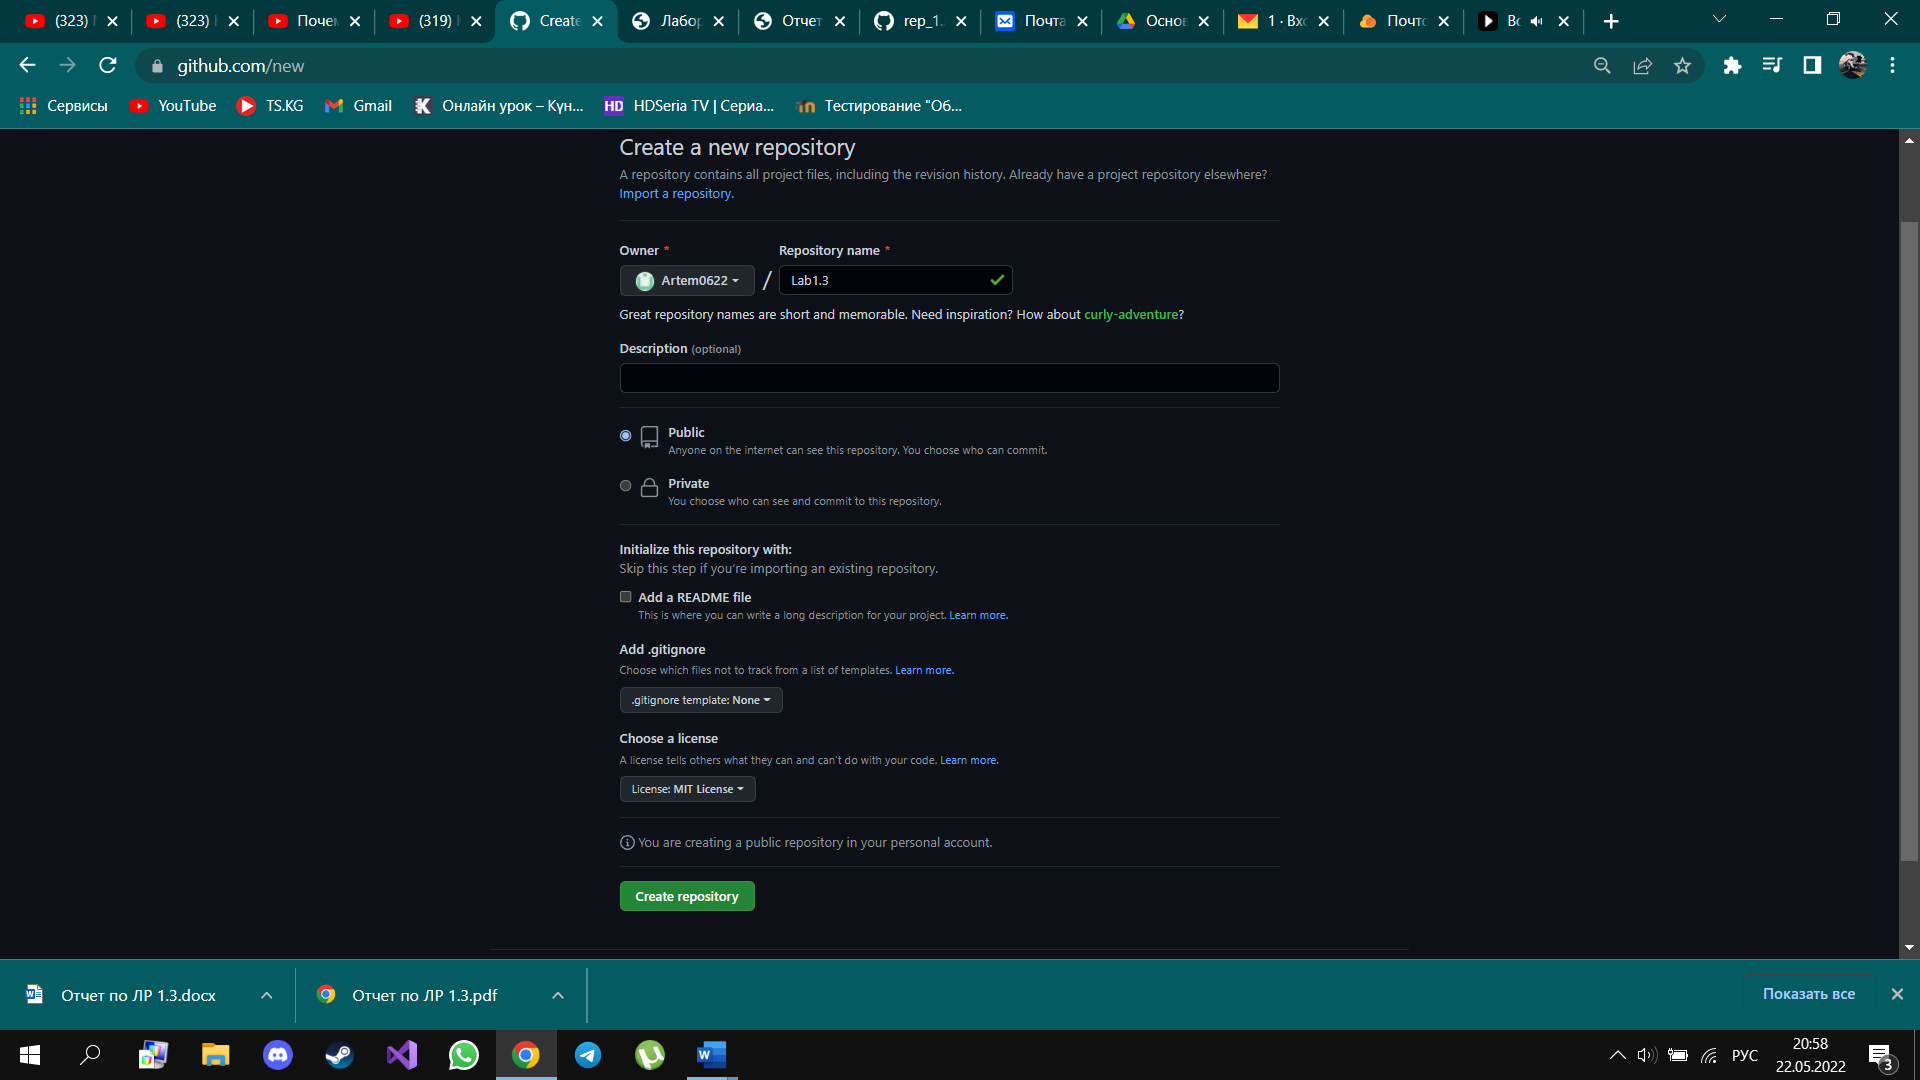 (323)
(323)
Почем
(319)
Create
Лабор
Отчет
rep_1.
Почта
Основ
1 · Вхо
Почто
Во
github.com/new
Сервисы
YouTube
TS.KG
Gmail
Онлайн урок – Күн...
HD
HDSeria TV | Сериа...
Тестирование "Об...
Create a new repository
A repository contains all project files, including the revision history. Already have a project repository elsewhere?
Import a repository.
Owner *
Repository name *
Artem0622
/
Lab1.3
Great repository names are short and memorable. Need inspiration? How about curly-adventure?
Description (optional)
Public
Anyone on the internet can see this repository. You choose who can commit.
Private
You choose who can see and commit to this repository.
Initialize this repository with:
Skip this step if you’re importing an existing repository.
Add a README file
This is where you can write a long description for your project. Learn more.
Add .gitignore
Choose which files not to track from a list of templates. Learn more.
.gitignore template: None
Choose a license
A license tells others what they can and can't do with your code. Learn more.
License: MIT License
You are creating a public repository in your personal account.
Create repository
Отчет по ЛР 1.3.docx
Отчет по ЛР 1.3.pdf
Показать все
РУС
20:58
22.05.2022
3